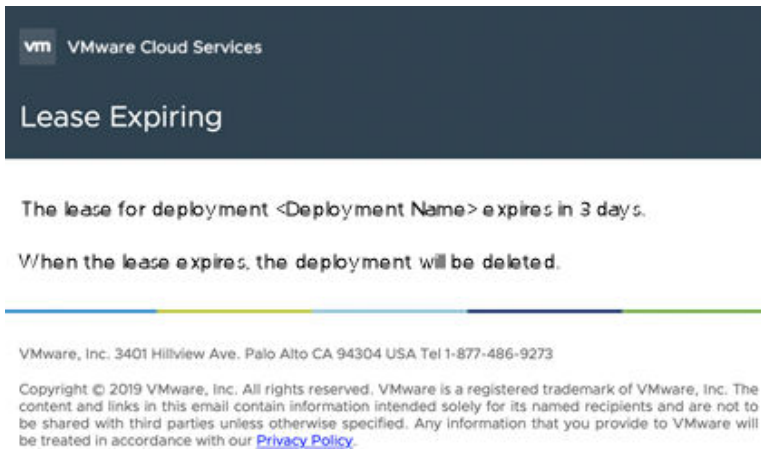 vm VMware Cloud Services
Lease Expiring
The lease for deployment <Deployment Name> expires in 3 days.
When the lease expires, the deployment will be deleted.
VMware, Inc. 3401 Hillview Ave. Palo Alto CA 94304 USA Tel 1-877-486-9273
Copyright © 2019 VMware, Inc. All rights reserved. VMware is a registered trademark of VMware, Inc. The
content and links in this email contain information intended solely for its named recipients and are not to
be shared with third parties unless otherwise specified. Any information that you provide to VMware will
be treated in accordance with our Privacy Policy.